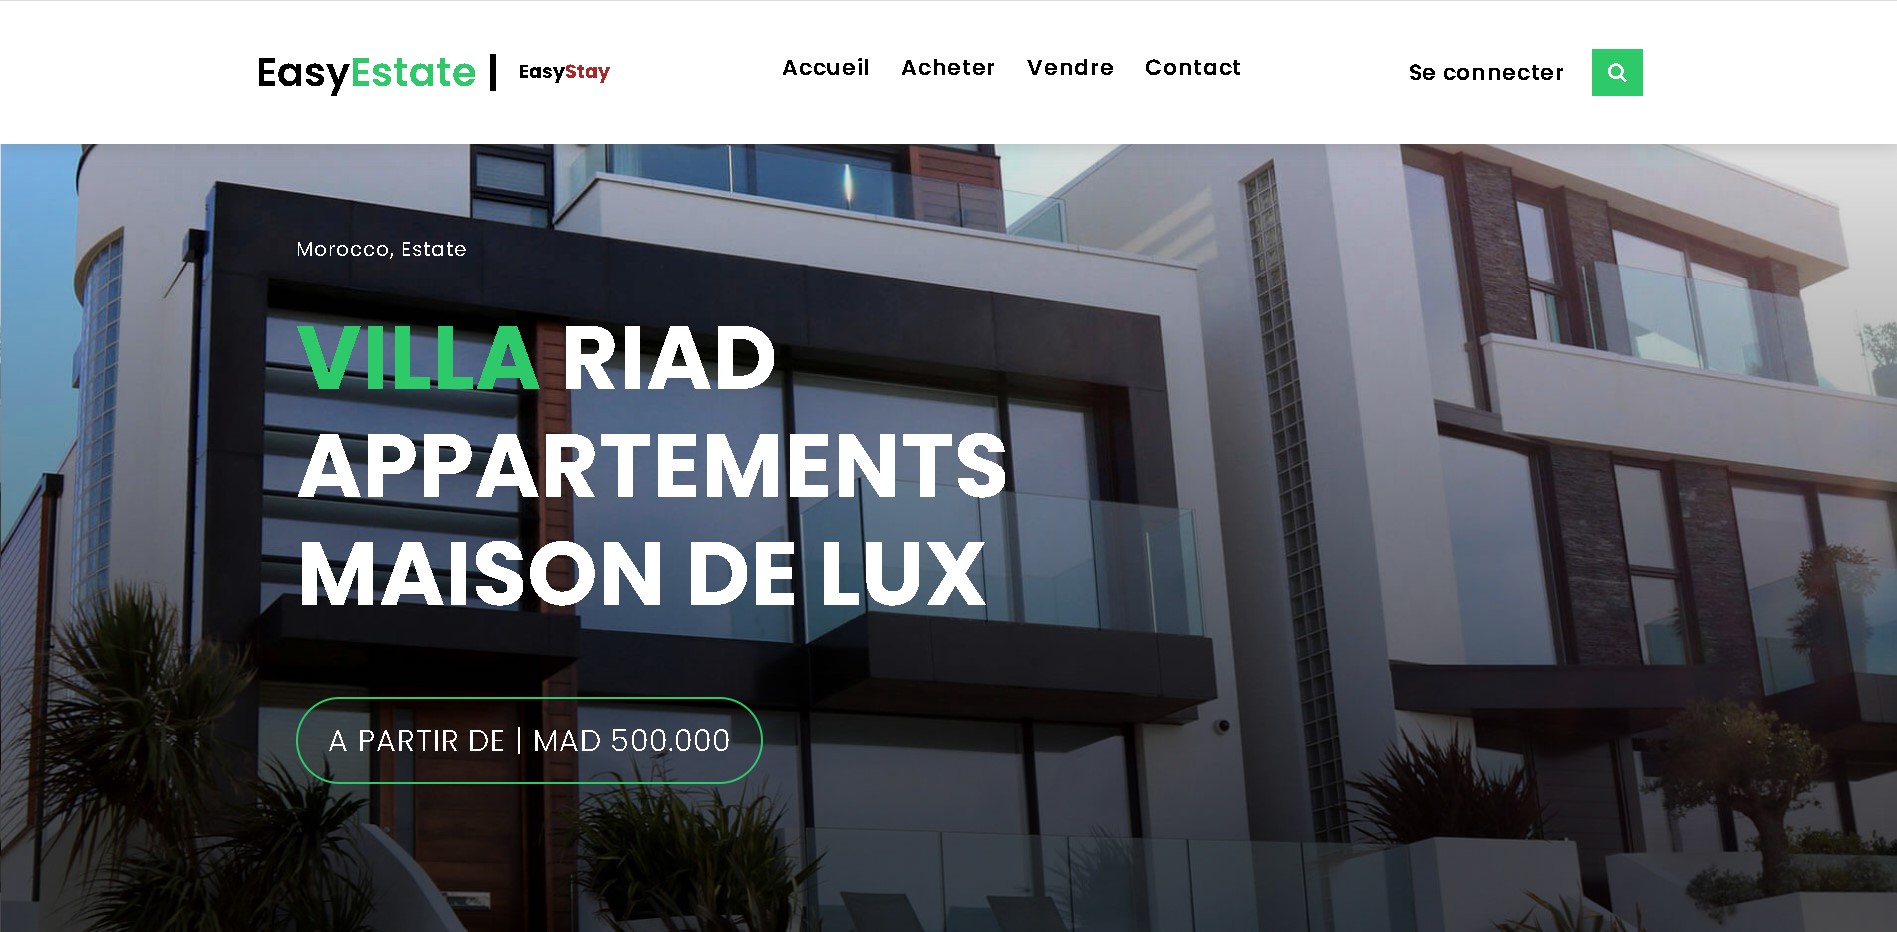 EasyEstate | EasyStay
Accueil Acheter Vendre Contact
Se connecter
Morocco, Estate
VILLA RIAD
APPARTEMENTS
MAISON DE LUX
A PARTIR DE | MAD 500.000